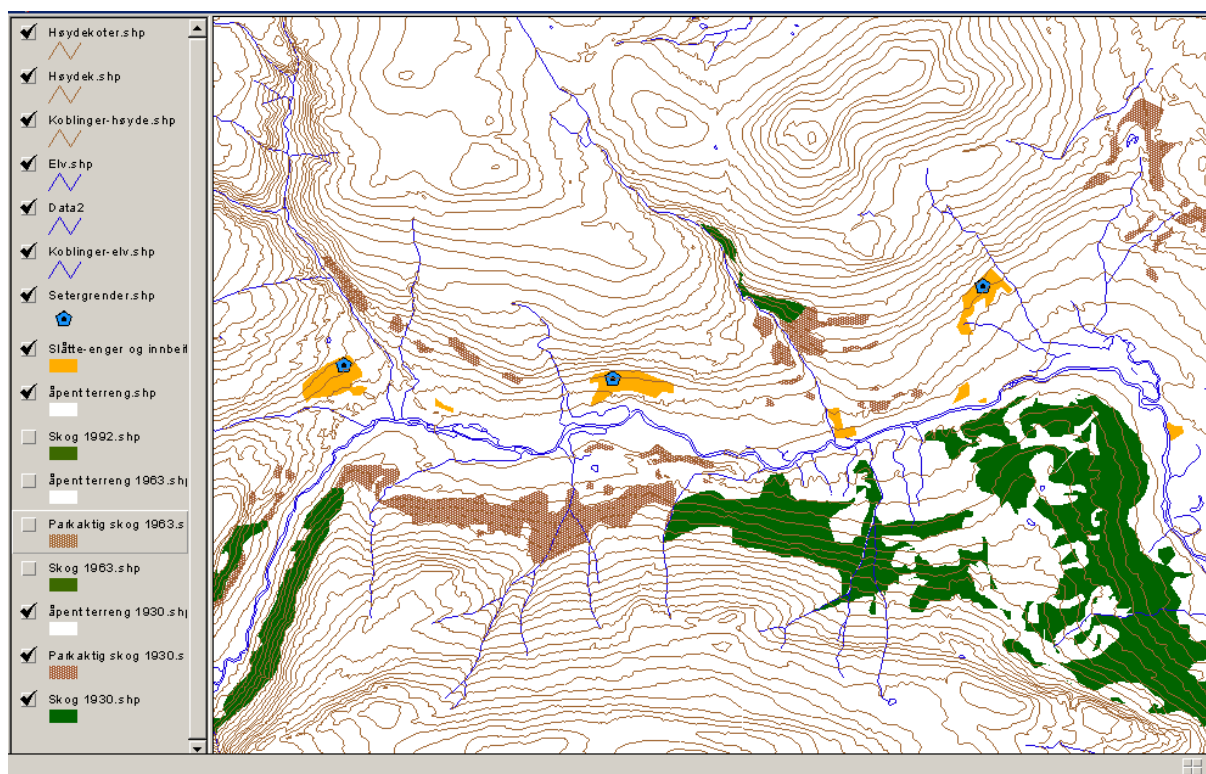 Høydekoter.shp
Høydek.shp
Koblinger-høyde.shp
Elv.shp
Data2
Koblinger-elv.shp
Setergrender.shp
Slåtte-enger og innbeit
åpent terreng.shp
Skog 1992.shp
åpent terreng 1963.shp
Parkaktig skog 1963.s
Skog 1963.shp
åpent terreng 1930.shp
Parkaktig skog 1930.s
Skog 1930.shp